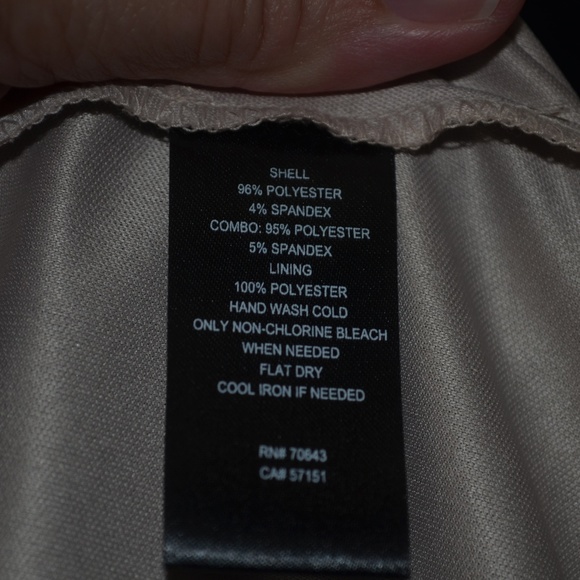 SHELL
96% POLYESTER
4% SPANDEX
COMBO: 95% POLYESTER
5% SPANDEX
LINING
100% POLYESTER
HAND WASH COLD
ONLY NON-CHLORINE BLEACH
WHEN NEEDED
FLAT DRY
COOL IRON IF NEEDED
RN# 70643
CA# 57151